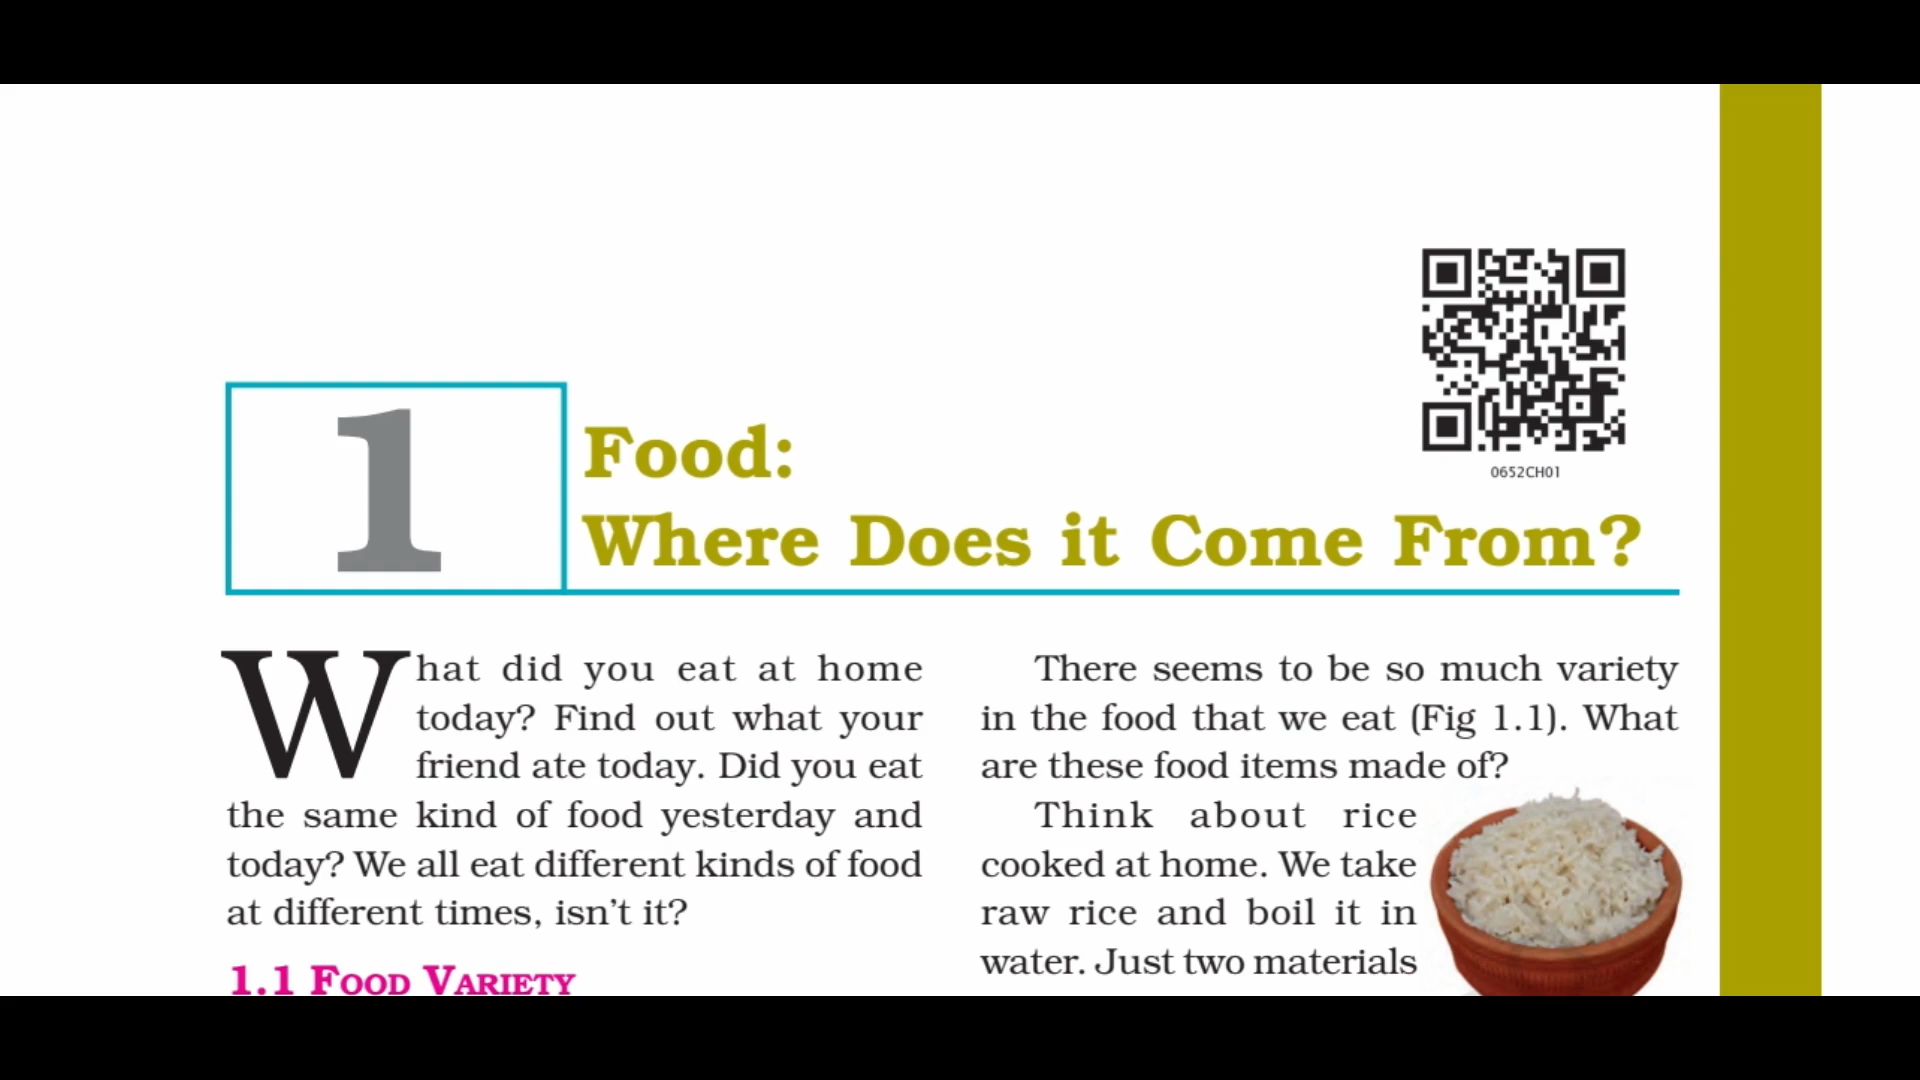 0652CH01
1
Food:
Where Does it Come From?
What did you eat at home
today? Find out what your
friend ate today. Did you eat
the same kind of food yesterday and
today? We all eat different kinds of food
at different times, isn't it?
1.1 FOOD VARIETY
There seems to be so much variety
in the food that we eat (Fig 1.1). What
are these food items made of?
Think about rice
cooked at home. We take
raw rice and boil it in
water. Just two materials